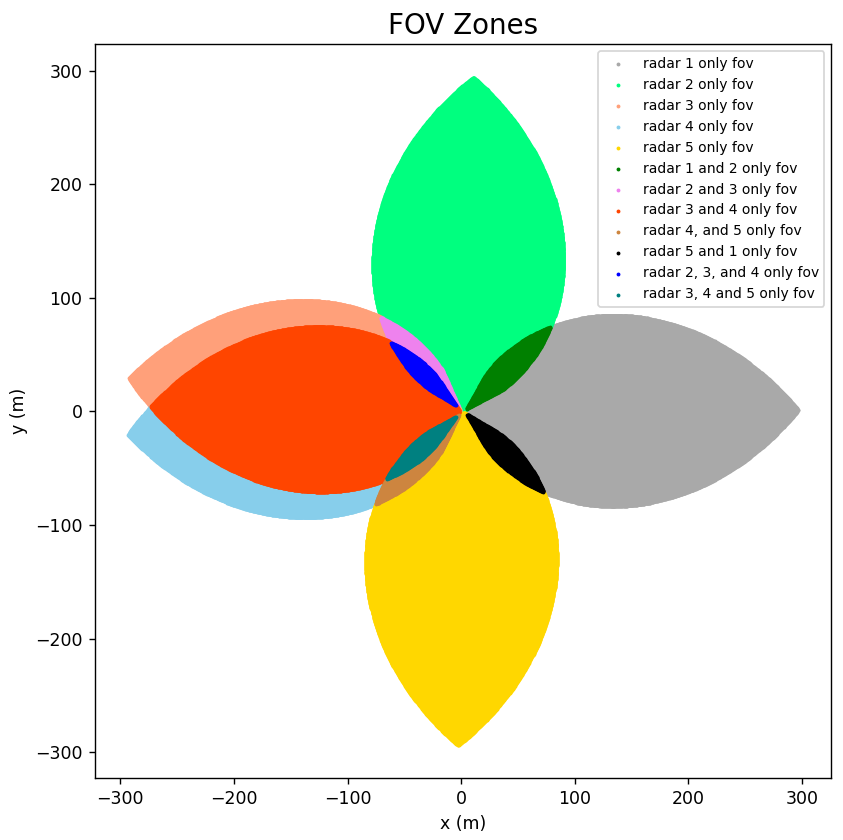 FOV Zones
radar 1 only fov
radar 2 only fov
radar 3 only fov
radar 4 only fov
radar 5 only fov
radar 1 and 2 only fov
radar 2 and 3 only fov
radar 3 and 4 only fov
radar 4, and 5 only fov
radar 5 and 1 only fov
radar 2, 3, and 4 only fov
radar 3, 4 and 5 only fov
300
200
100
0
−100
−200
−300
y (m)
−300 −200 −100 0 100 200 300
x (m)